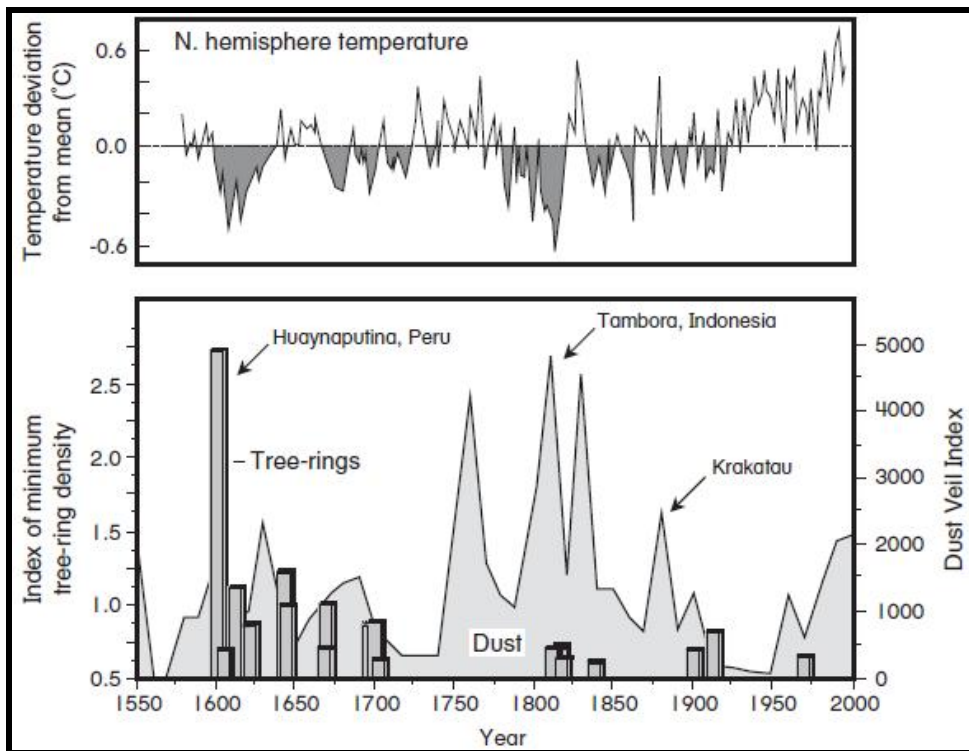 N. hemisphere temperature
Temperature deviation
from mean (˚C)
0.6
0.0
-0.6
Huaynaputina, Peru
Tambora, Indonesia
Tree-rings
Krakatau
Dust
Index of minimum
tree-ring density
2.5
2.0
1.5
1.0
0.5
5000
4000
3000
2000
1000
0
Dust Veil Index
1550 1600 1650 1700 1750 1800 1850 1900 1950 2000
Year